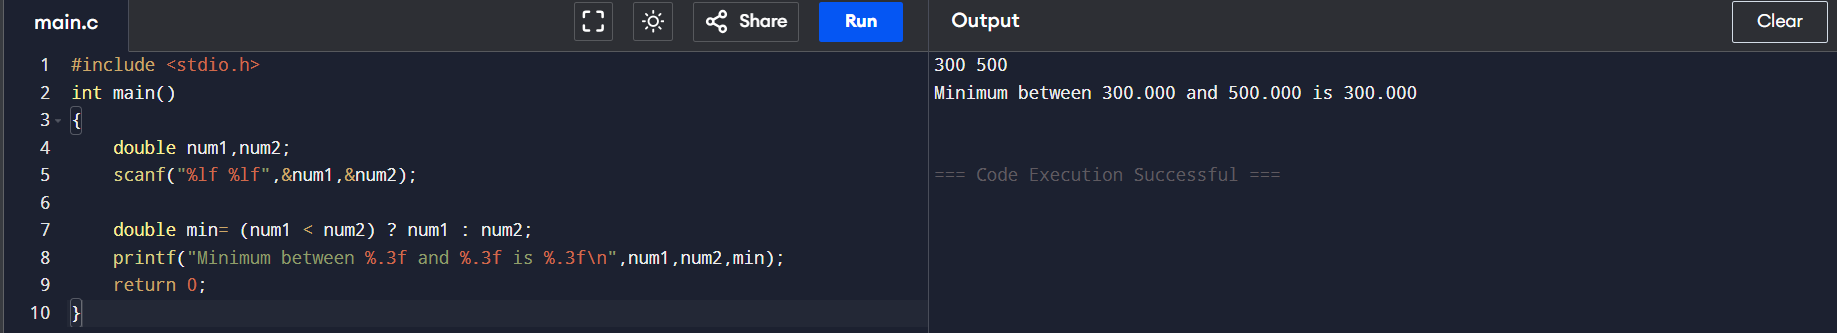 main.c
Share
Run
Output
Clear
1 #include <stdio.h>
2 int main()
3 {
4     double num1,num2;
5     scanf("%lf %lf",&num1,&num2);
6
7     double min= (num1 < num2) ? num1 : num2;
8     printf("Minimum between %.3f and %.3f is %.3f\n",num1,num2,min);
9     return 0;
10 }
300 500
Minimum between 300.000 and 500.000 is 300.000
=== Code Execution Successful ===